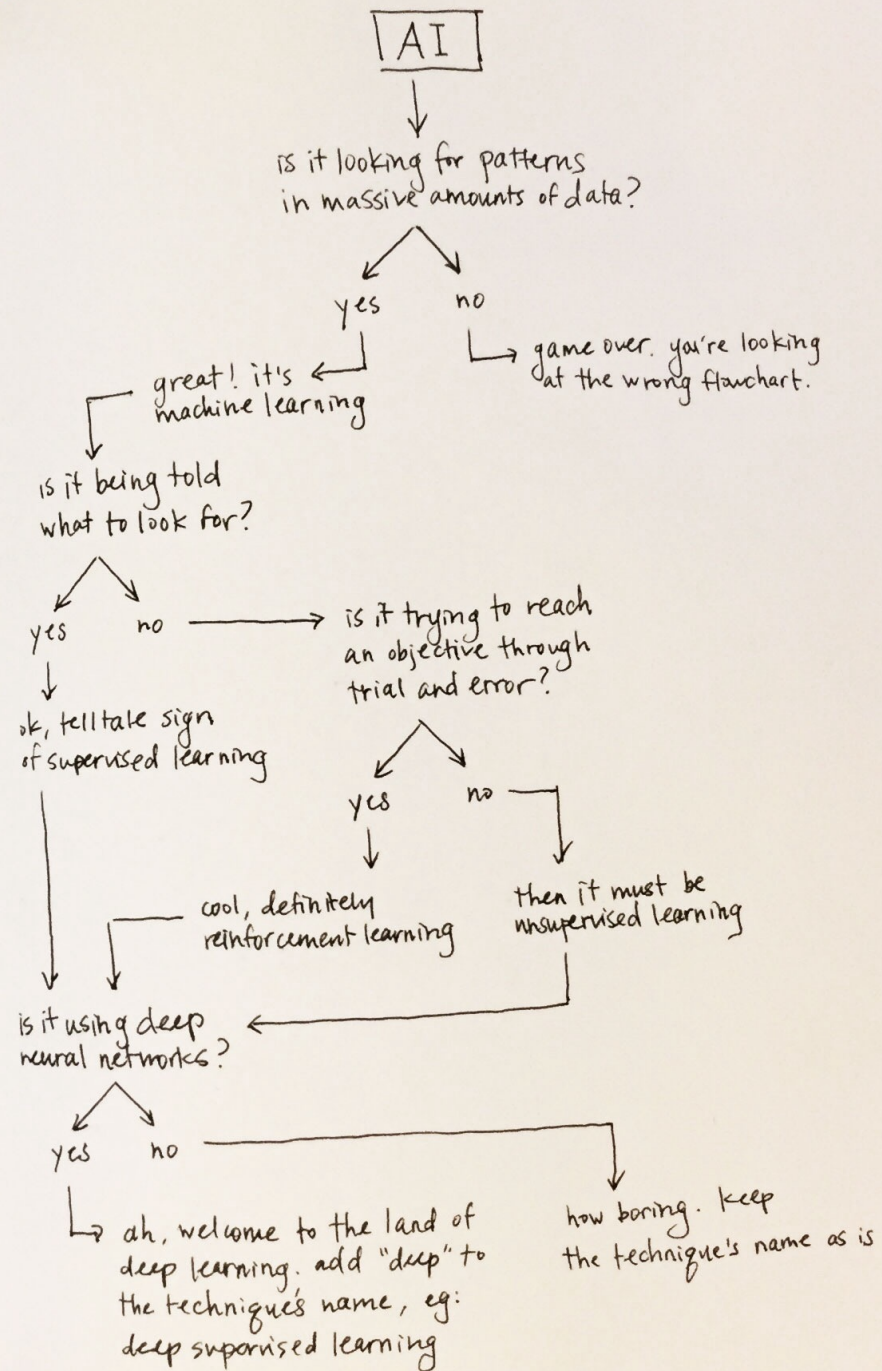 AI
is it looking for patterns
in massive amounts of data?
yes
no
great! it's
machine learning
game over. you're looking
at the wrong flowchart.
is it being told
what to look for?
yes
no
is it trying to reach
an objective through
trial and error?
ok, telltale sign
of supervised learning
yes
no
cool, definitely
reinforcement learning
then it must be
unsupervised learning
is it using deep
neural networks?
yes
no
ah, welcome to the land of
deep learning. add "deep" to
the technique's name, eg:
deep supervised learning
how boring. keep
the technique's name as is